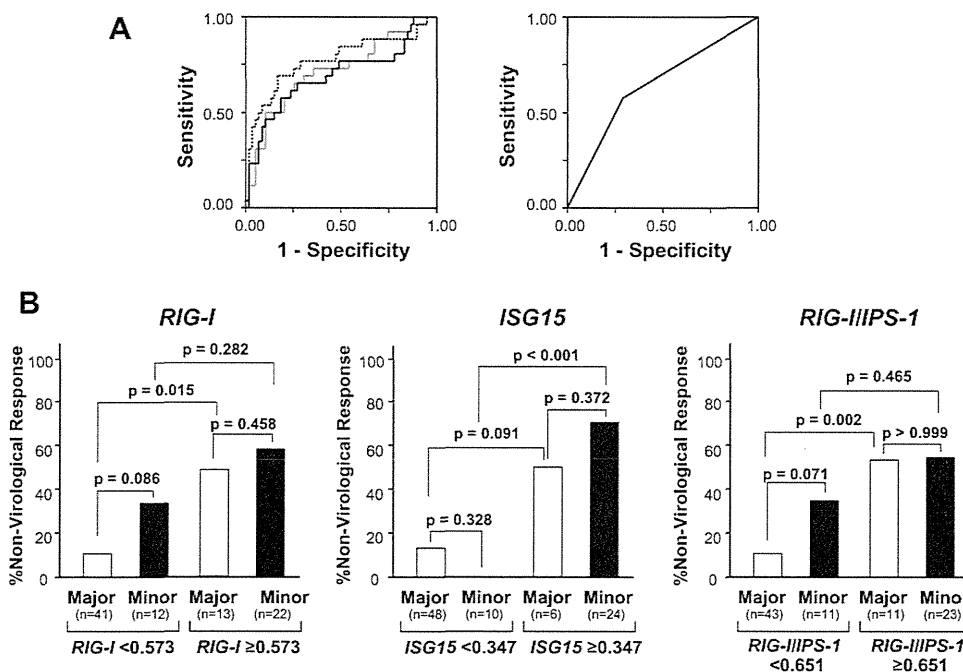 A
1.00
0.50
0.00
Sensitivity
0.00
0.50
1.00
1 - Specificity
1.00
0.50
0.00
Sensitivity
0.00
0.50
1.00
1 - Specificity
B
RIG-I
%Non-Virological Response
100
80
60
40
20
0
p = 0.282
p = 0.015
p = 0.458
p = 0.086
Major Minor Major Minor
(n=41) (n=12) (n=13) (n=22)
RIG-I <0.573 RIG-I ≥0.573
ISG15
%Non-Virological Response
100
80
60
40
20
0
p < 0.001
p = 0.372
p = 0.091
p = 0.328
Major Minor Major Minor
(n=48) (n=10) (n=6) (n=24)
ISG15 <0.347 ISG15 ≥0.347
RIG-I/IPS-1
%Non-Virological Response
100
80
60
40
20
0
p = 0.465
p = 0.002
p > 0.999
p = 0.071
Major Minor Major Minor
(n=43) (n=11) (n=11) (n=23)
RIG-I/IPS-1 RIG-I/IPS-1
<0.651 ≥0.651